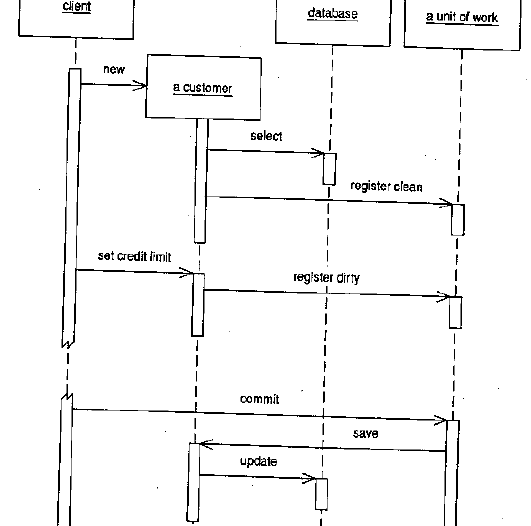 client
database
a unit of work
new
a customer
select
register clean
set credit limit
register dirty
commit
save
update